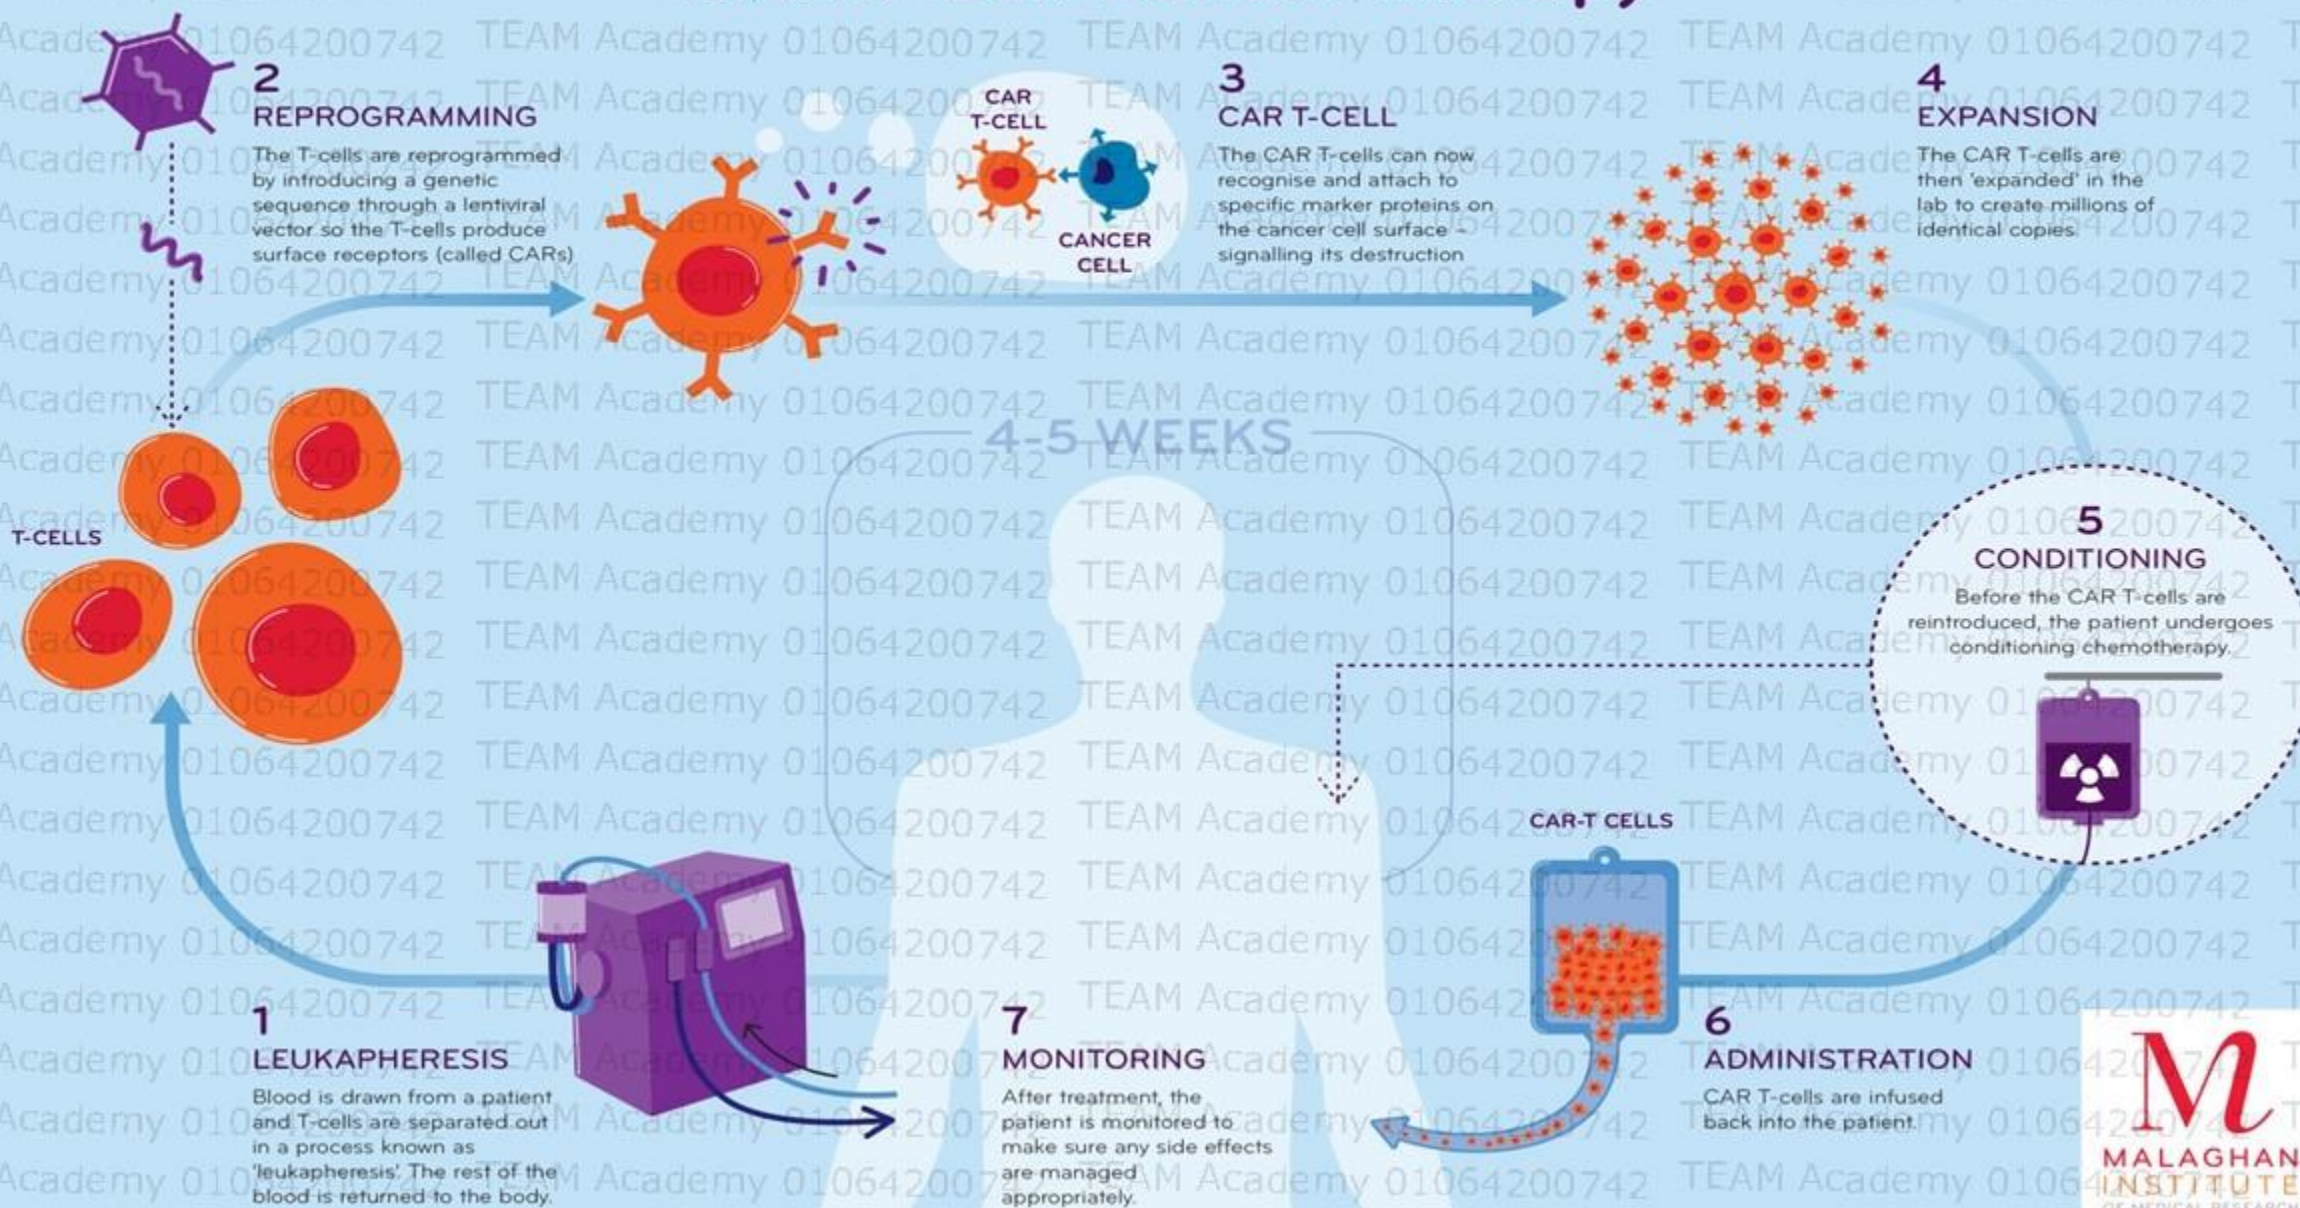 2
REPROGRAMMING
The T-cells are reprogrammed
by introducing a genetic
sequence through a lentiviral
vector so the T-cells produce
surface receptors (called CARs)
CAR
T-CELL
CANCER
CELL
3
CAR T-CELL
The CAR T-cells can now
recognise and attach to
specific marker proteins on
the cancer cell surface –
signalling its destruction
4
EXPANSION
The CAR T-cells are
then 'expanded' in the
lab to create millions of
identical copies.
4-5 WEEKS
T-CELLS
5
CONDITIONING
Before the CAR T-cells are
reintroduced, the patient undergoes
conditioning chemotherapy.
CAR-T CELLS
1
LEUKAPHERESIS
Blood is drawn from a patient
and T-cells are separated out
in a process known as
'leukapheresis'. The rest of the
blood is returned to the body.
7
MONITORING
After treatment, the
patient is monitored to
make sure any side effects
are managed
appropriately.
6
ADMINISTRATION
CAR T-cells are infused
back into the patient.
M
MALAGHAN
INSTITUTE
OF MEDICAL RESEARCH
TEAM Academy 01064200742